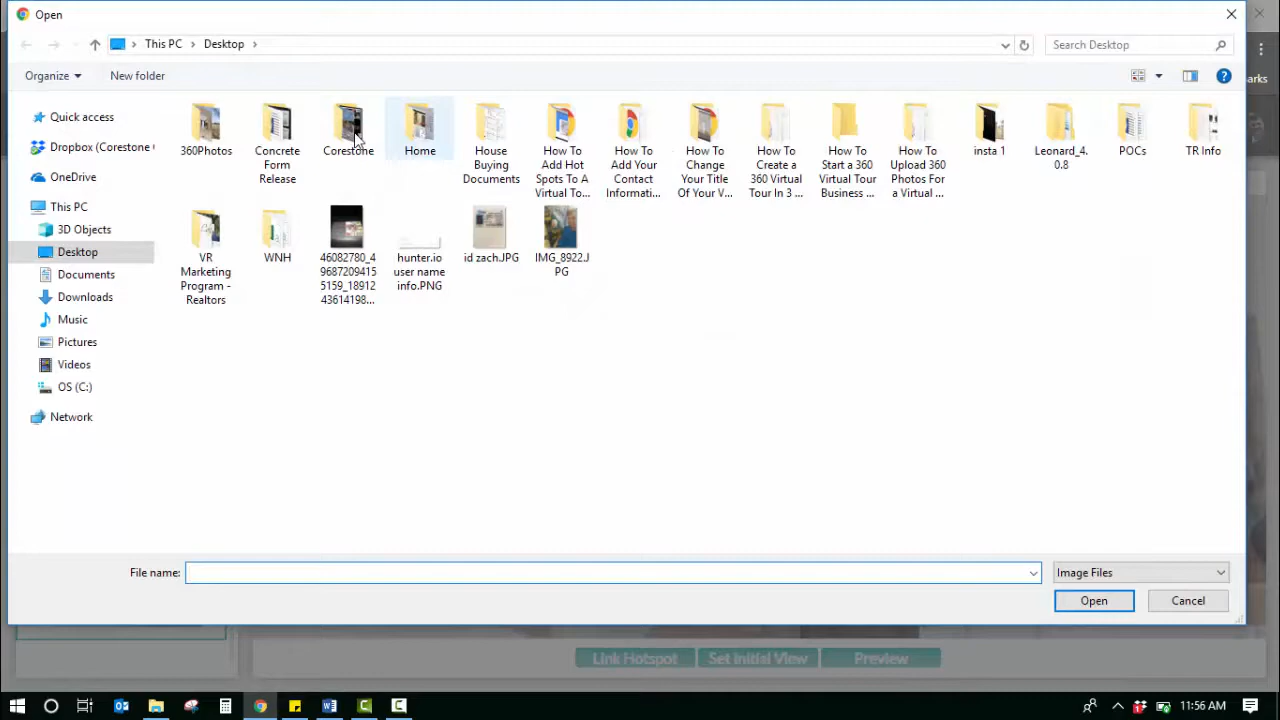 Open
This PC
Desktop
Search Desktop
Organize
New folder
arks
Quick access
Dropbox (Corestone
OneDrive
This PC
3D Objects
Desktop
Documents
Downloads
Music
Pictures
Videos
OS (C:)
Network
360Photos
Concrete
Form
Release
Corestone
Home
House
Buying
Documents
How To
Add Hot
Spots To A
Virtual To...
How To
Add Your
Contact
Informati...
How To
Change
Your Title
Of Your V...
How To
Create a
360 Virtual
Tour In 3 ...
How To
Start a 360
Virtual Tour
Business ...
How To
Upload 360
Photos For
a Virtual ...
insta 1
Leonard_4.
0.8
POCs
TR Info
VR
Marketing
Program -
Realtors
WNH
46082780_4
9687209415
5159_18912
43614198...
hunter.io
user name
info.PNG
id zach.JPG
IMG_8922.J
PG
File name:
Image Files
Open
Cancel
Link Hotspot
Set Initial View
Preview
11:56 AM